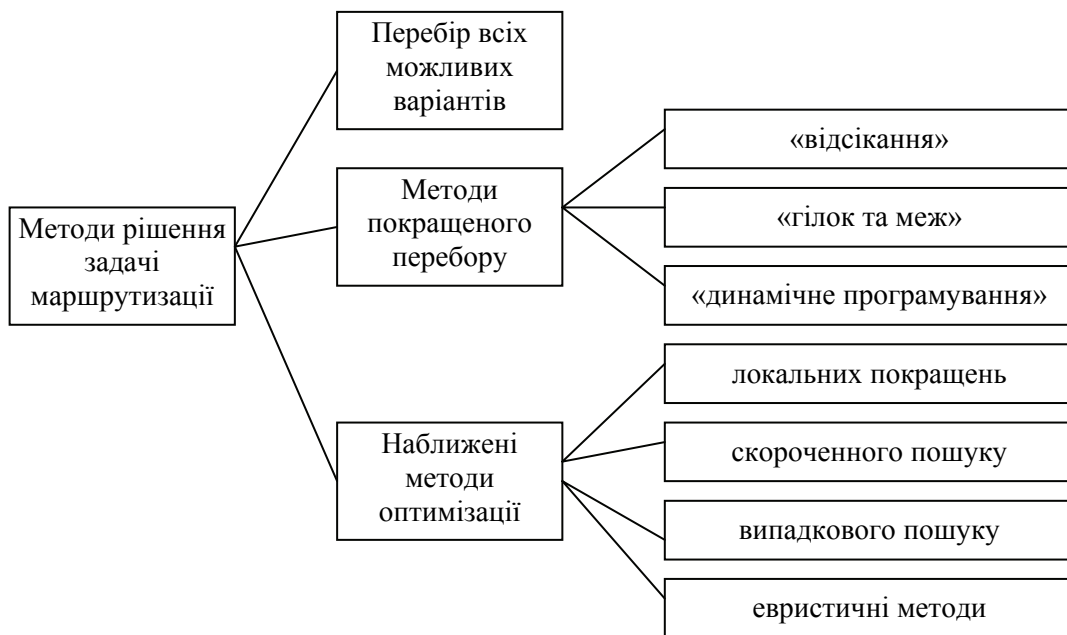 Перебір всіх
можливих
варіантів
«відсікання»
Методи
покращеного
перебору
«гілок та меж»
Методи рішення
задачі
маршрутизації
«динамічне програмування»
локальних покращень
Наближені
методи
оптимізації
скороченного пошуку
випадкового пошуку
евристичні методи